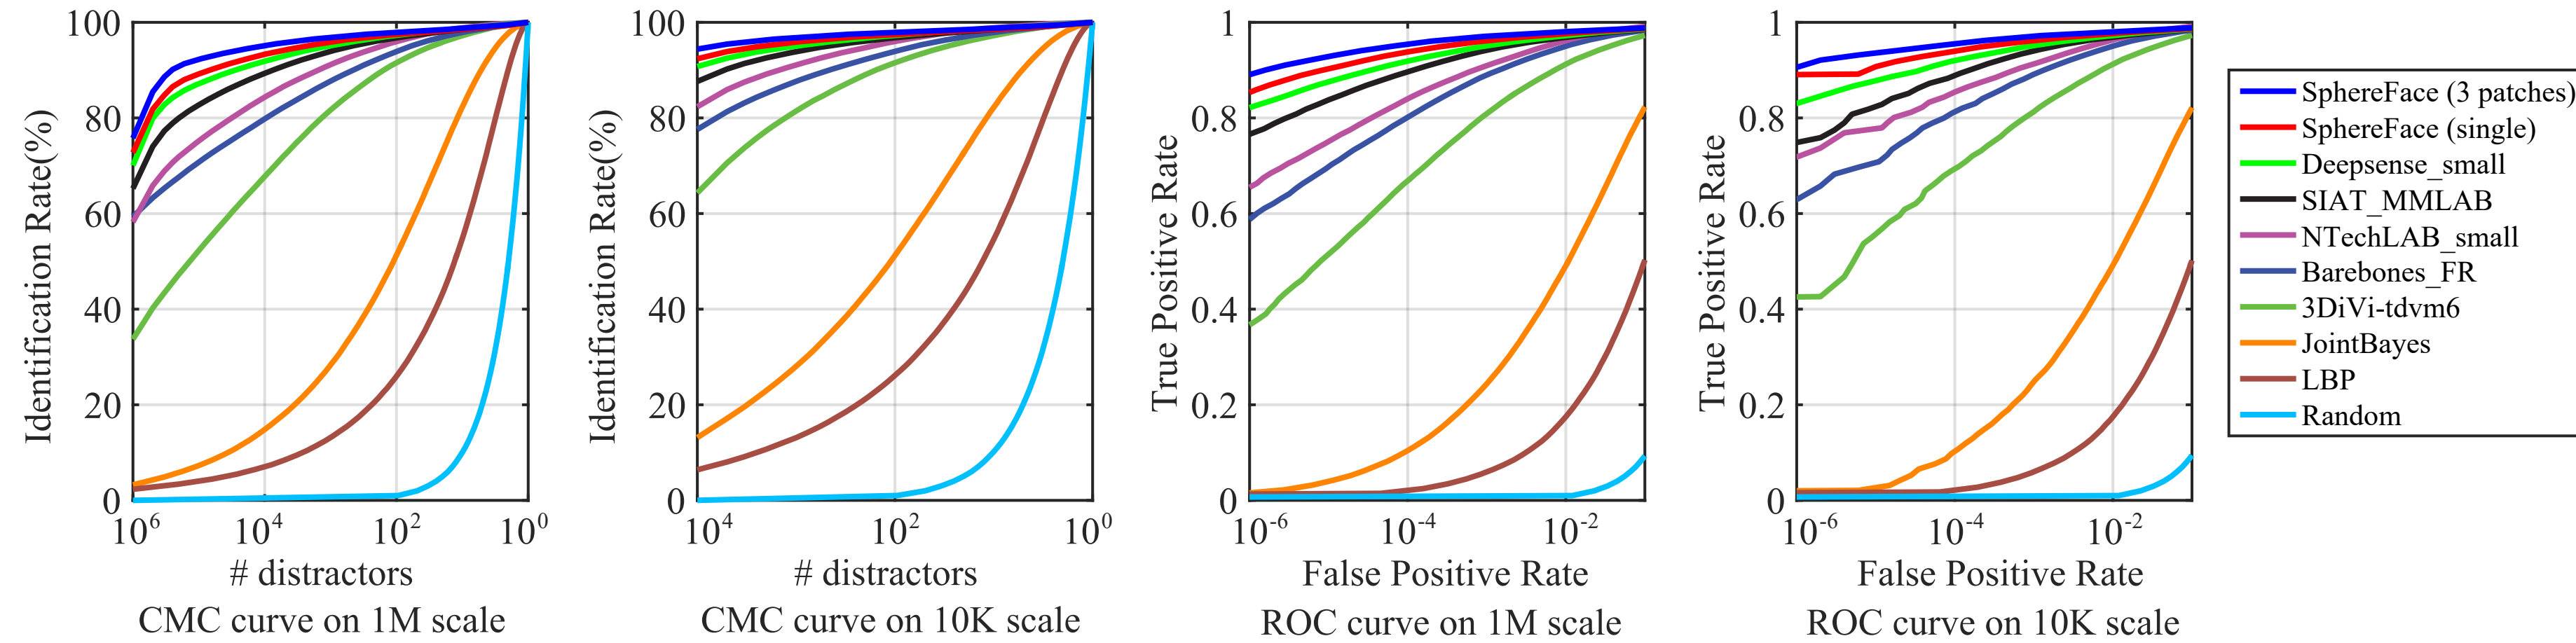 Identification Rate(%)
100
80
60
40
20
0
10^6 10^4 10^2 10^0
# distractors
CMC curve on 1M scale
Identification Rate(%)
100
80
60
40
20
0
10^4 10^2 10^0
# distractors
CMC curve on 10K scale
True Positive Rate
1
0.8
0.6
0.4
0.2
0
10^-6 10^-4 10^-2
False Positive Rate
ROC curve on 1M scale
True Positive Rate
1
0.8
0.6
0.4
0.2
0
10^-6 10^-4 10^-2
False Positive Rate
ROC curve on 10K scale
SphereFace (3 patches)
SphereFace (single)
Deepsense_small
SIAT_MMLAB
NTechLAB_small
Barebones_FR
3DiVi-tdvm6
JointBayes
LBP
Random